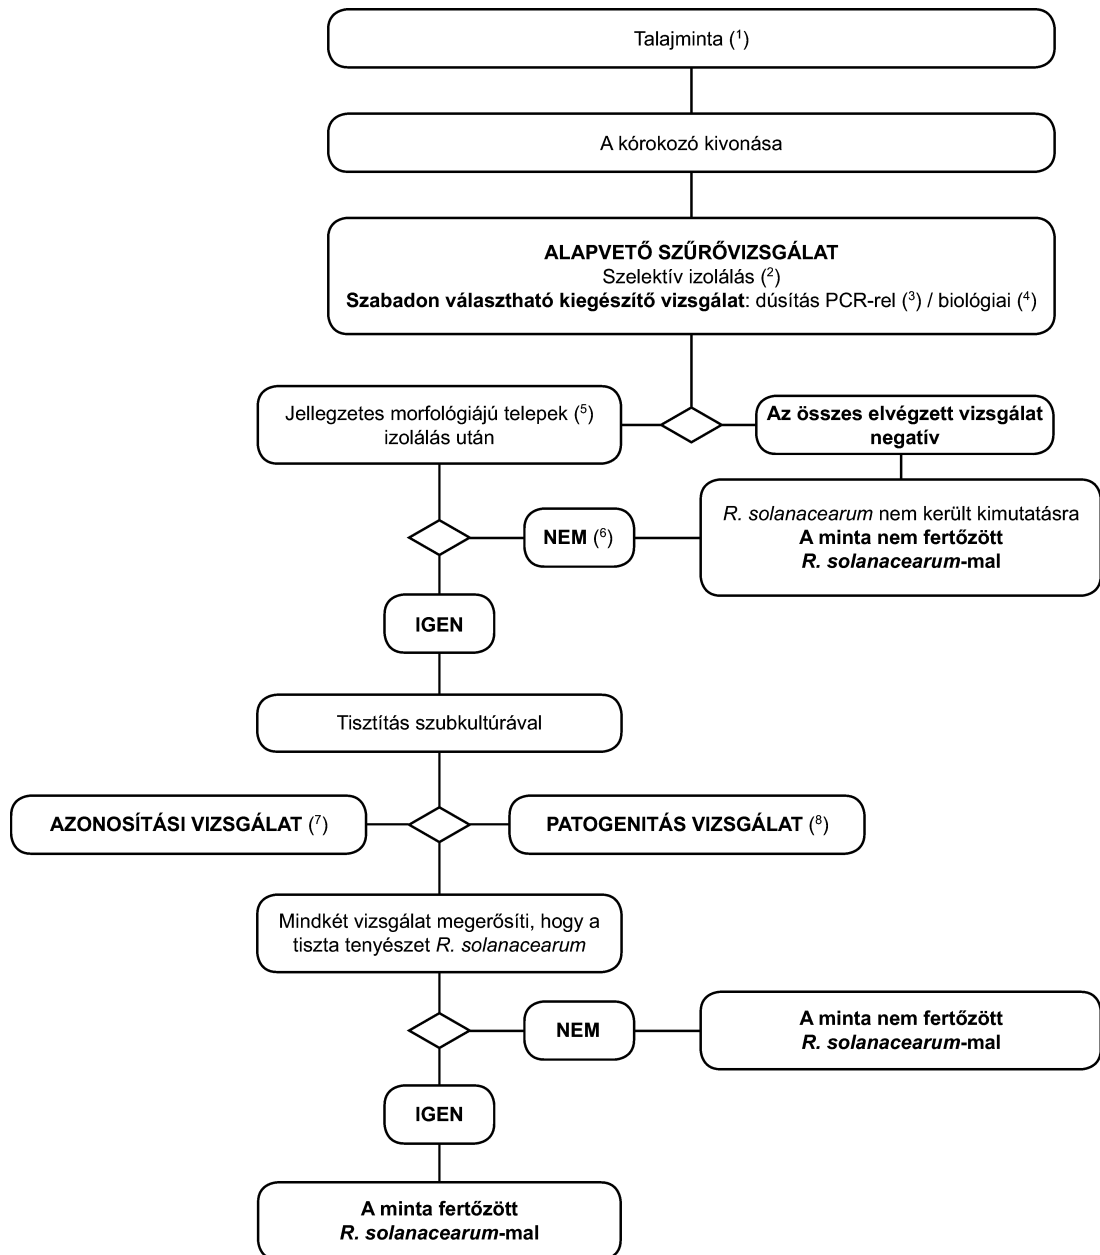 Talajminta (¹)
A kórokozó kivonása
ALAPVETŐ SZŰRŐVIZSGÁLAT
Szelektív izolálás (²)
Szabadon választható kiegészítő vizsgálat: dúsítás PCR-rel (³) / biológiai (⁴)
Jellegzetes morfológiájú telepek (⁵)
izolálás után
Az összes elvégzett vizsgálat
negatív
NEM (⁶)
R. solanacearum nem került kimutatásra
A minta nem fertőzött
R. solanacearum-mal
IGEN
Tisztítás szubkultúrával
AZONOSÍTÁSI VIZSGÁLAT (⁷)
PATOGENITÁS VIZSGÁLAT (⁸)
Mindkét vizsgálat megerősíti, hogy a
tiszta tenyészet R. solanacearum
NEM
A minta nem fertőzött
R. solanacearum-mal
IGEN
A minta fertőzött
R. solanacearum-mal